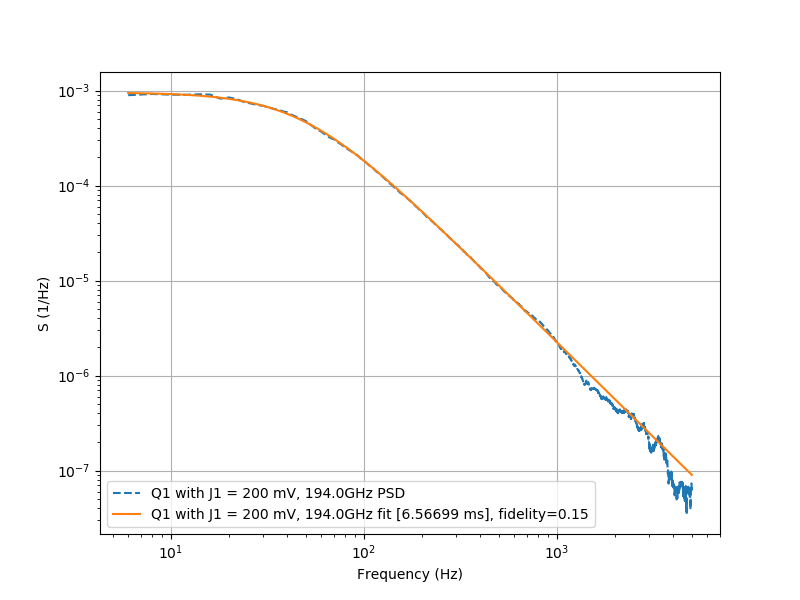 10⁻³
10⁻⁴
10⁻⁵
10⁻⁶
10⁻⁷
S (1/Hz)
Q1 with J1 = 200 mV, 194.0GHz PSD
Q1 with J1 = 200 mV, 194.0GHz fit [6.56699 ms], fidelity=0.15
10¹ 10² 10³
Frequency (Hz)